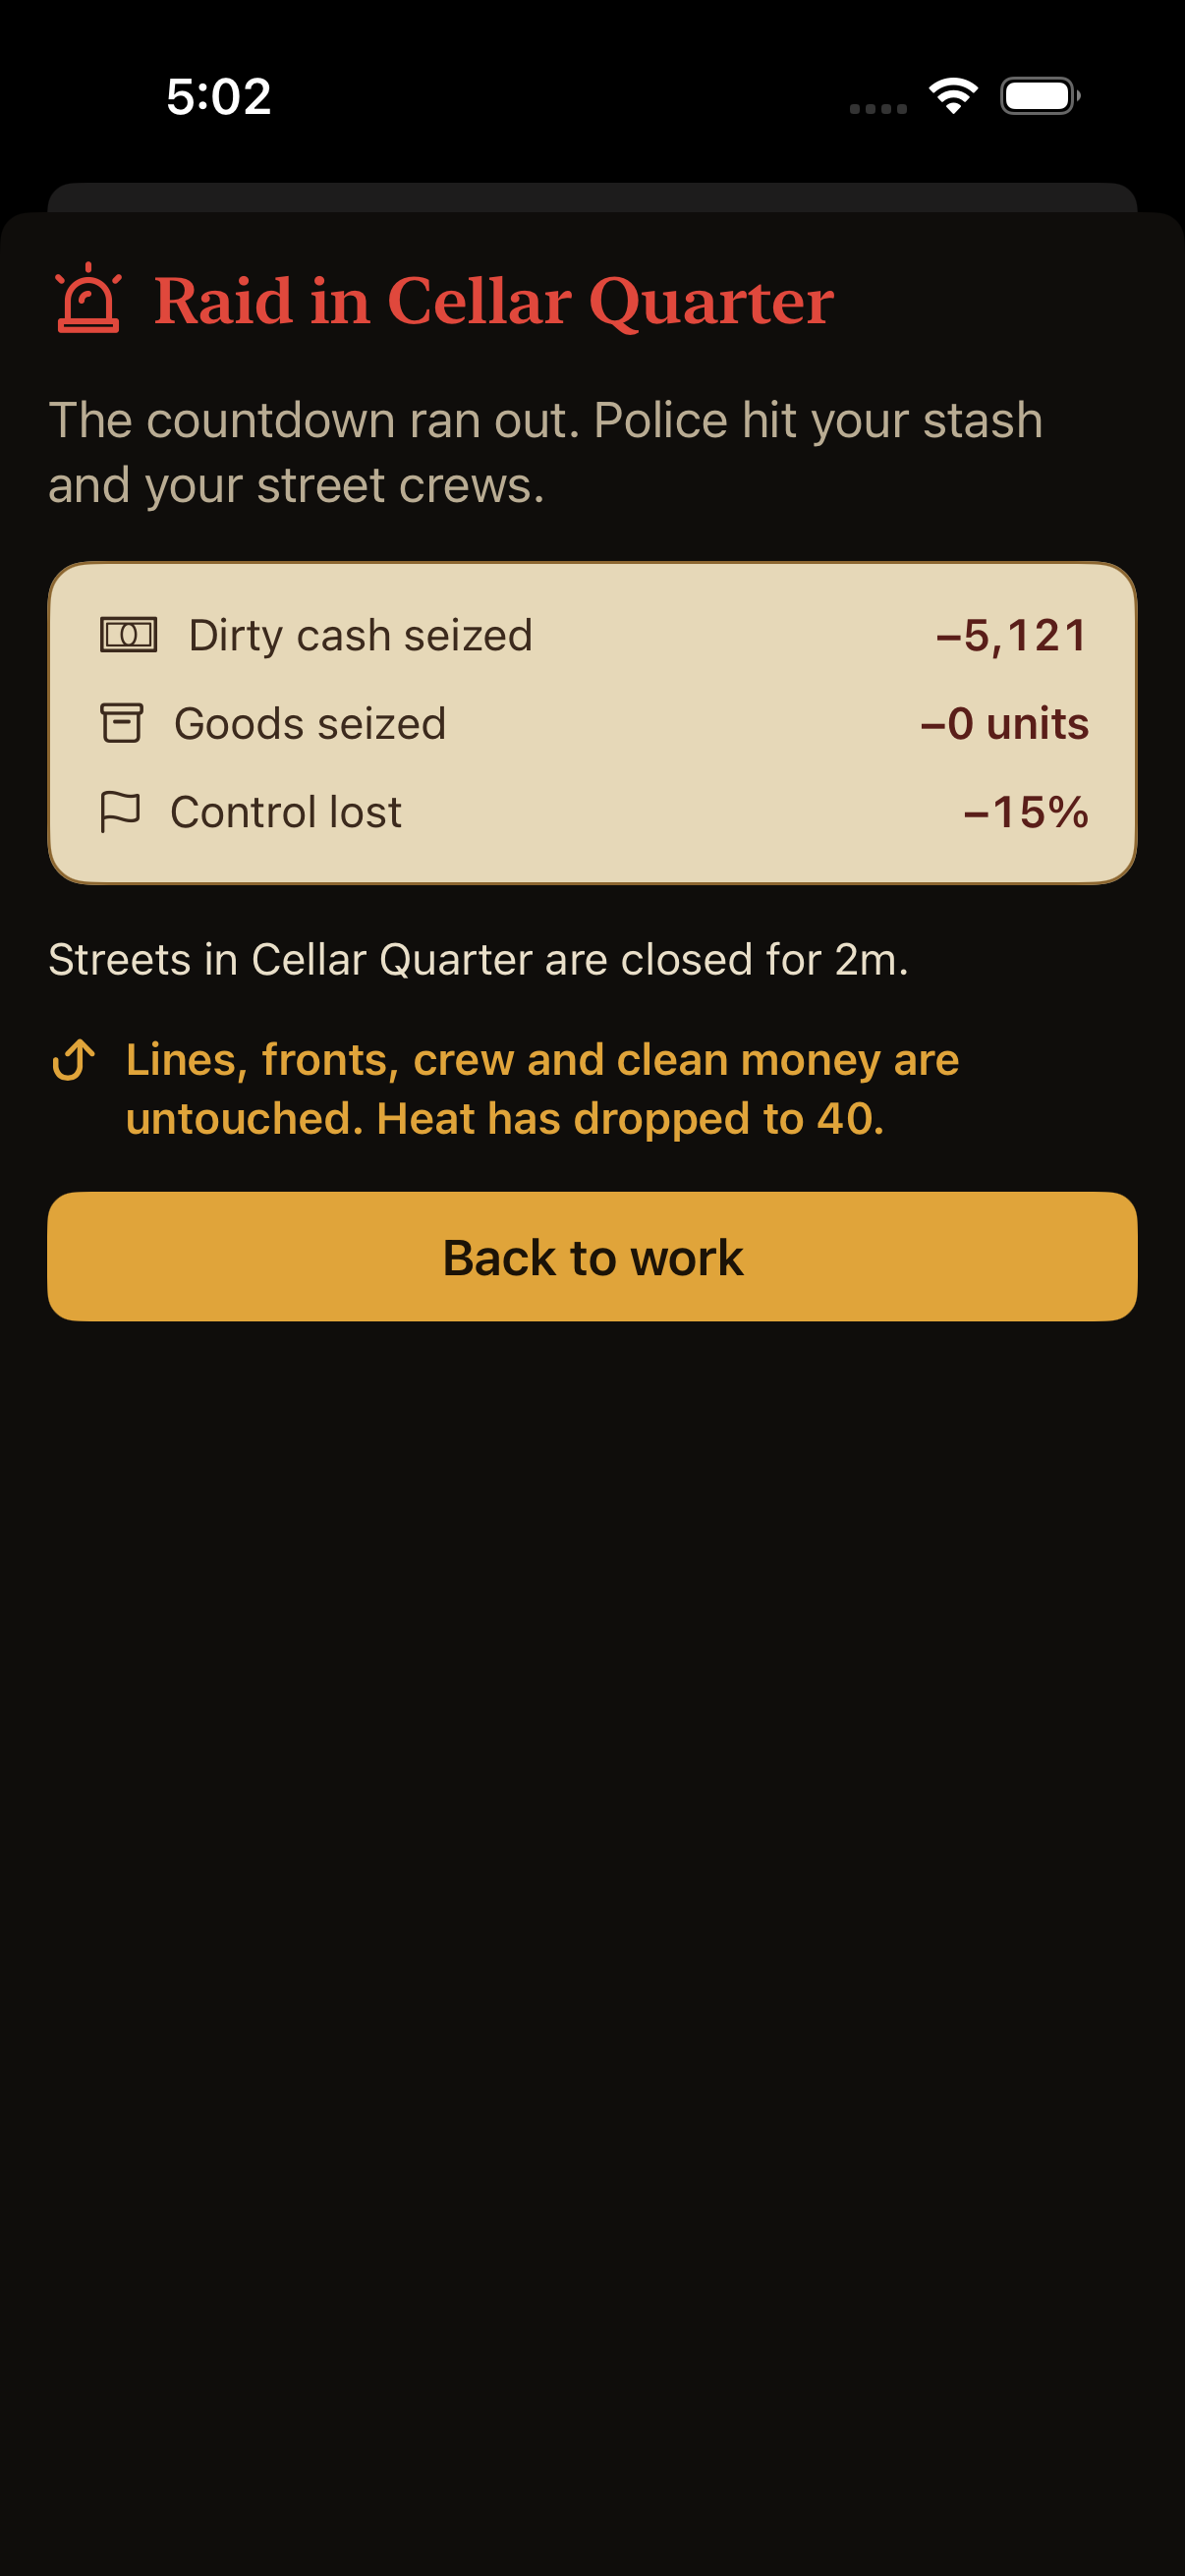 5:02
Raid in Cellar Quarter
The countdown ran out. Police hit your stash
and your street crews.
Dirty cash seized –5,121
Goods seized –0 units
Control lost –15%
Streets in Cellar Quarter are closed for 2m.
Lines, fronts, crew and clean money are
untouched. Heat has dropped to 40.
Back to work